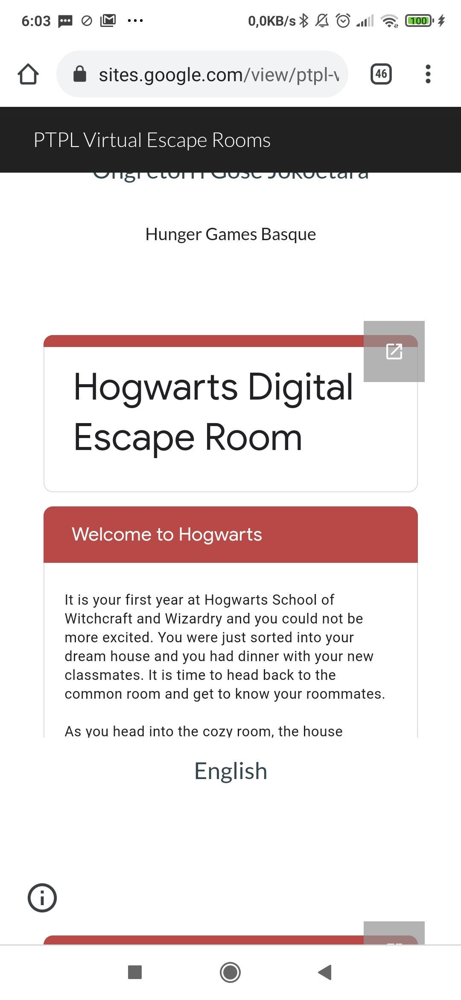 6:03
0,0KB/s
100
sites.google.com/view/ptpl-v
46
PTPL Virtual Escape Rooms
Hunger Games Basque
Hogwarts Digital
Escape Room
Welcome to Hogwarts
It is your first year at Hogwarts School of
Witchcraft and Wizardry and you could not be
more excited. You were just sorted into your
dream house and you had dinner with your new
classmates. It is time to head back to the
common room and get to know your roommates.
As you head into the cozy room, the house
English